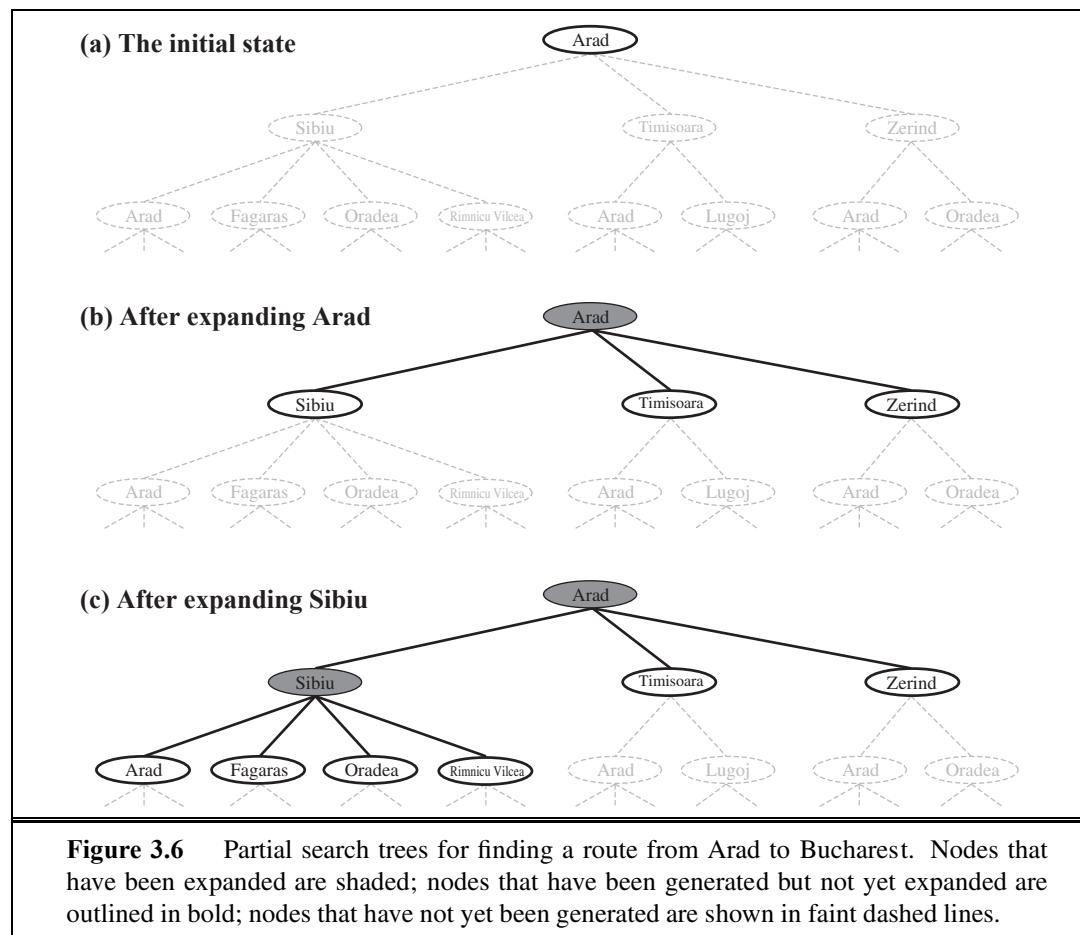 (a) The initial state
Arad
Sibiu Timisoara Zerind
Arad Fagaras Oradea Rimnicu Vilcea Arad Lugoj Arad Oradea
(b) After expanding Arad
Arad
Sibiu Timisoara Zerind
Arad Fagaras Oradea Rimnicu Vilcea Arad Lugoj Arad Oradea
(c) After expanding Sibiu
Arad
Sibiu Timisoara Zerind
Arad Fagaras Oradea Rimnicu Vilcea Arad Lugoj Arad Oradea
Figure 3.6 Partial search trees for finding a route from Arad to Bucharest. Nodes that
have been expanded are shaded; nodes that have been generated but not yet expanded are
outlined in bold; nodes that have not yet been generated are shown in faint dashed lines.